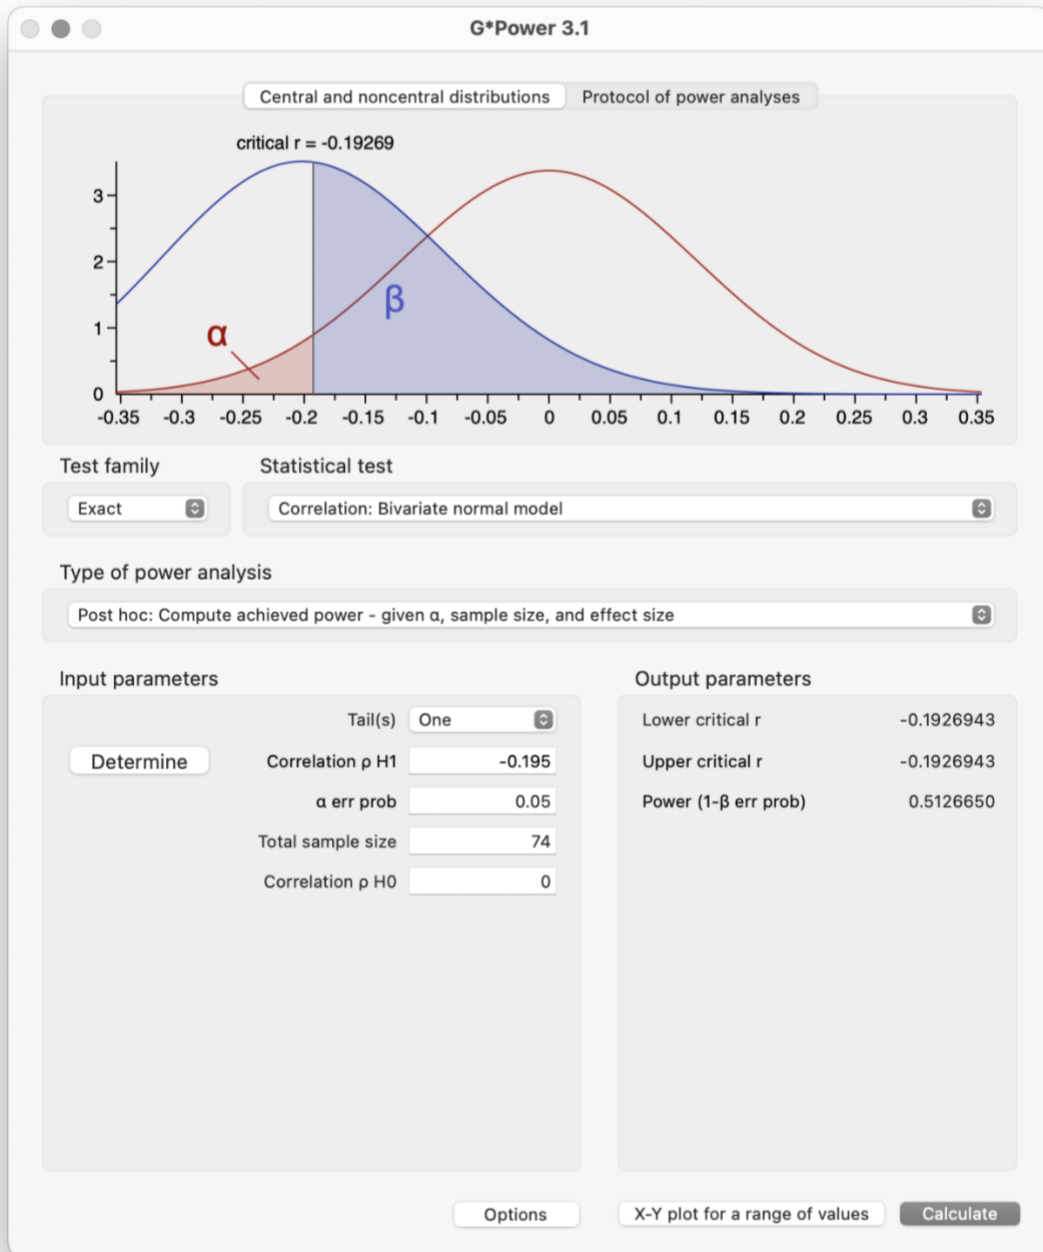 G*Power 3.1
Central and noncentral distributions Protocol of power analyses
critical r = -0.19269
3
2
β
α
1
0
-0.35 -0.3 -0.25 -0.2 -0.15 -0.1 -0.05 0 0.05 0.1 0.15 0.2 0.25 0.3 0.35
Test family Statistical test
Exact Correlation: Bivariate normal model
Type of power analysis
Post hoc: Compute achieved power - given α, sample size, and effect size
Input parameters Output parameters
Tail(s) One Lower critical r -0.1926943
Determine Correlation ρ H1 -0.195 Upper critical r -0.1926943
α err prob 0.05 Power (1-β err prob) 0.5126650
Total sample size 74
Correlation ρ H0 0
Options X-Y plot for a range of values Calculate